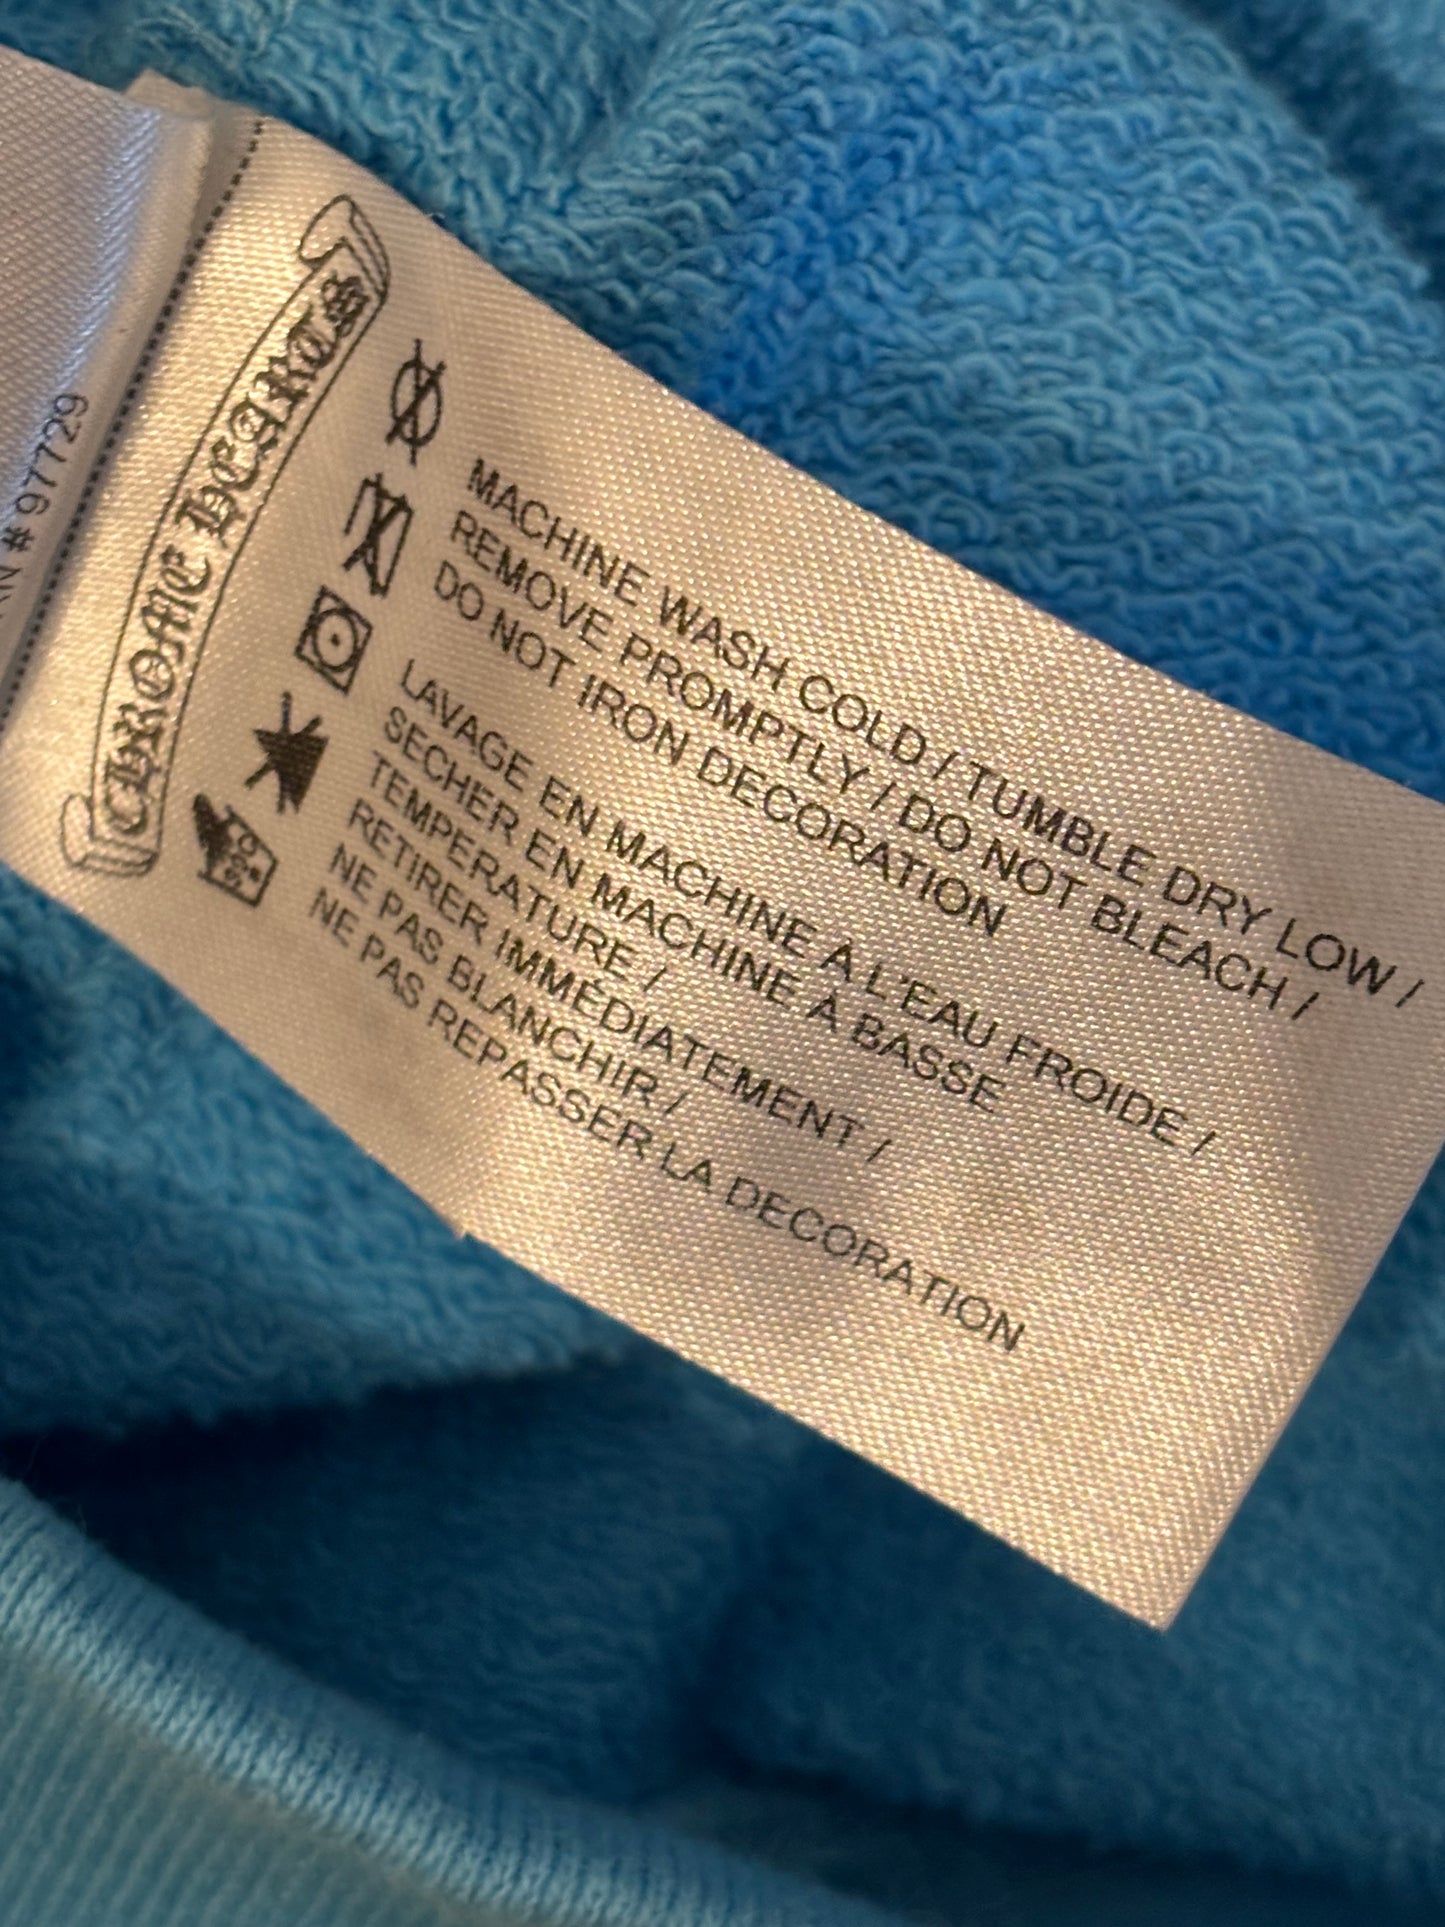 # 97729
CHROME HEARTS
MACHINE WASH COLD / TUMBLE DRY LOW /
REMOVE PROMPTLY / DO NOT BLEACH /
DO NOT IRON DECORATION
LAVAGE EN MACHINE À L'EAU FROIDE /
SECHER EN MACHINE À BASSE
TEMPERATURE /
RETIRER IMMÉDIATEMENT /
NE PAS BLANCHIR /
NE PAS REPASSER LA DECORATION